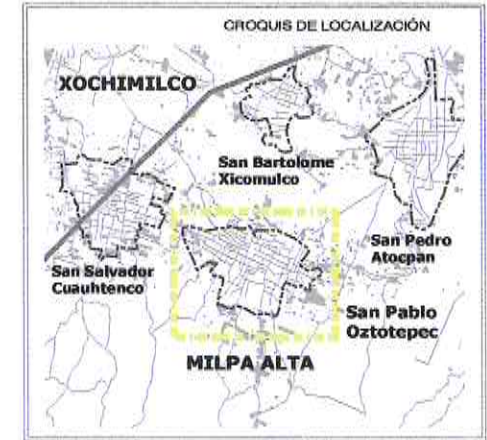 CROQUIS DE LOCALIZACIÓN
XOCHIMILCO
San Bartolome
Xicomulco
San Pedro
Atocpan
San Salvador
Cuauhtenco
San Pablo
Oztotepec
MILPA ALTA